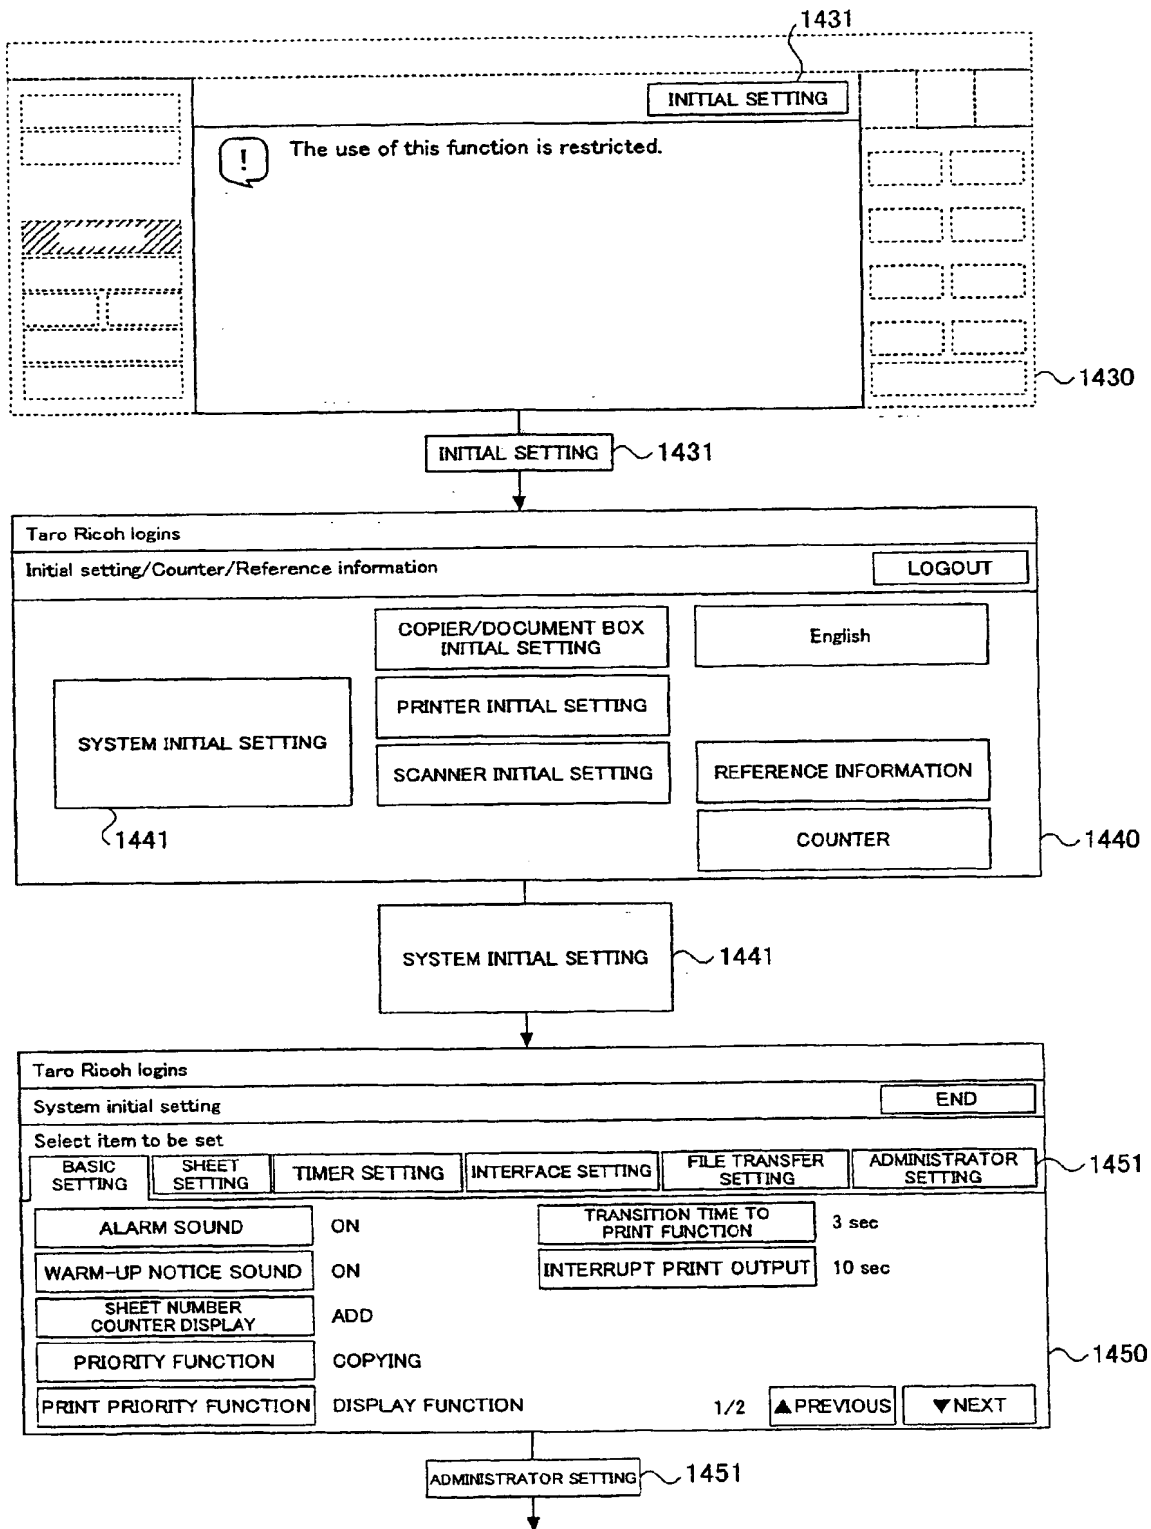 1431
INITIAL SETTING
!
The use of this function is restricted.
1430
INITIAL SETTING
1431
Taro Ricoh logins
Initial setting/Counter/Reference information
LOGOUT
COPIER/DOCUMENT BOX
INITIAL SETTING
English
SYSTEM INITIAL SETTING
PRINTER INITIAL SETTING
SCANNER INITIAL SETTING
REFERENCE INFORMATION
1441
COUNTER
1440
SYSTEM INITIAL SETTING
1441
Taro Ricoh logins
System initial setting
END
Select item to be set
BASIC
SETTING
SHEET
SETTING
TIMER SETTING
INTERFACE SETTING
FILE TRANSFER
SETTING
ADMINISTRATOR
SETTING
1451
ALARM SOUND
ON
TRANSITION TIME TO
PRINT FUNCTION
3 sec
WARM-UP NOTICE SOUND
ON
INTERRUPT PRINT OUTPUT
10 sec
SHEET NUMBER
COUNTER DISPLAY
ADD
PRIORITY FUNCTION
COPYING
1450
PRINT PRIORITY FUNCTION
DISPLAY FUNCTION
1/2
▲PREVIOUS
▼NEXT
ADMINISTRATOR SETTING
1451